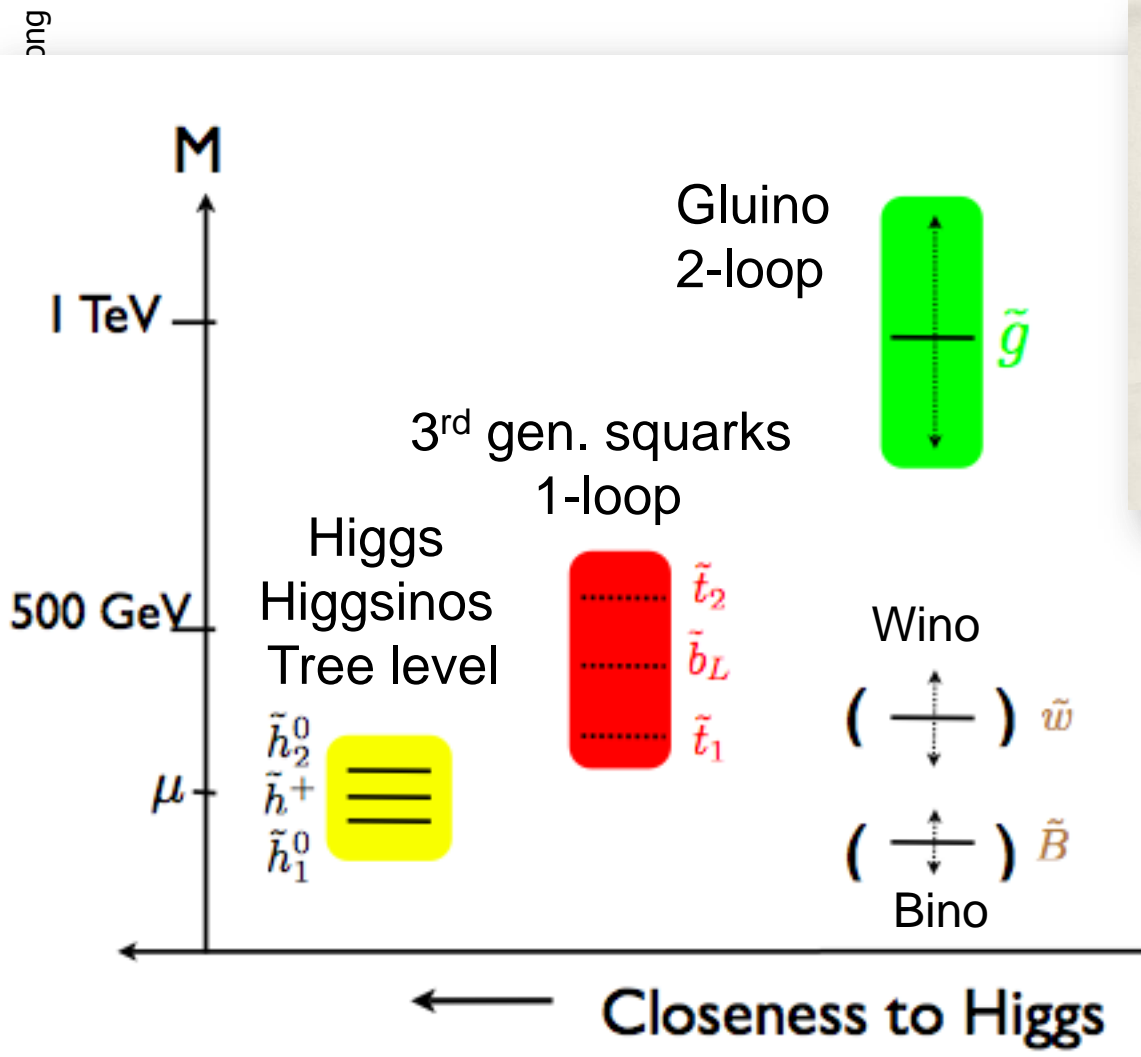 M
Gluino
2-loop
1 TeV
g̃
3rd gen. squarks
1-loop
Higgs
Higgsinos
Tree level
500 GeV
t̃₂
b̃_L
t̃₁
Wino
( ) w̃
h̃⁰₂
μ
h̃⁺
h̃⁰₁
( ) B̃
Bino
Closeness to Higgs